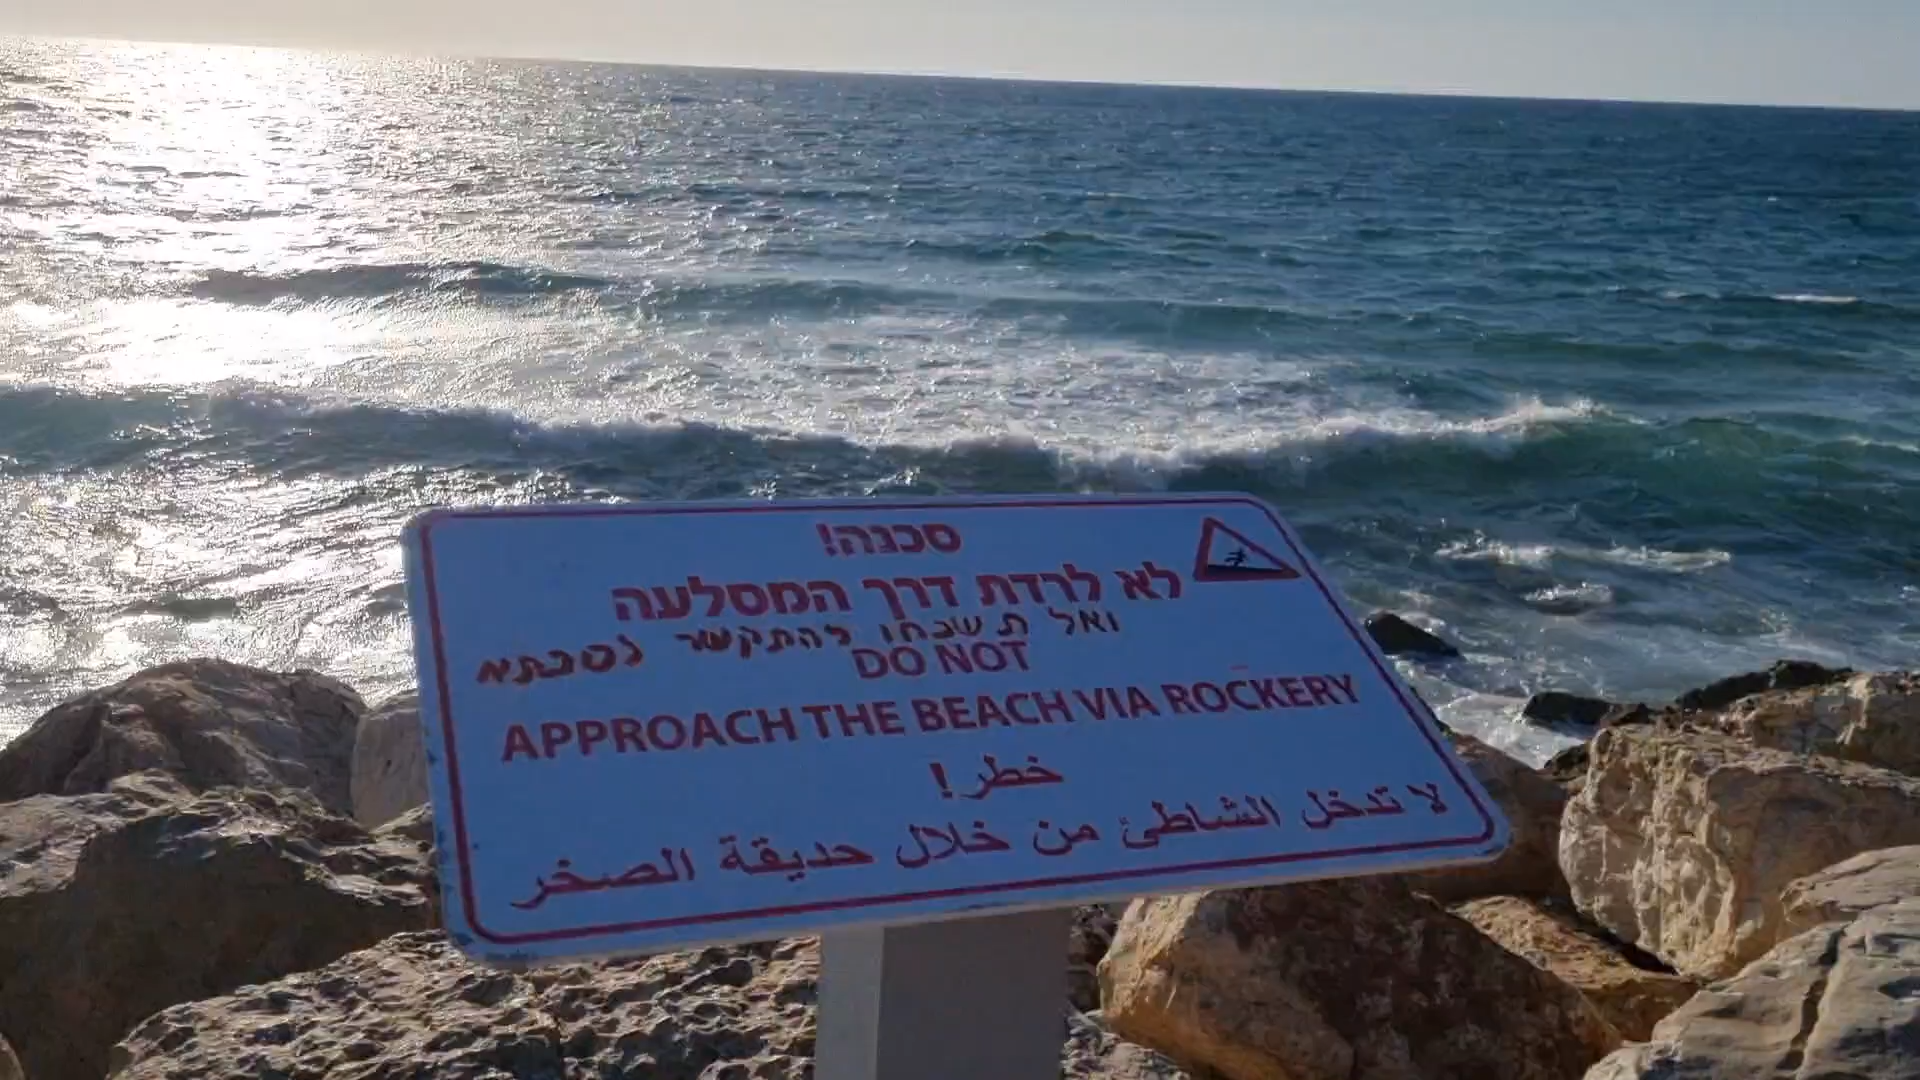 סכנה!
לא לרדת דרך המסלעה
ואל תשכחו להתקשר לסבתא
DO NOT
APPROACH THE BEACH VIA ROCKERY
خطر!
لا تدخل الشاطئ من خلال حديقة الصخر